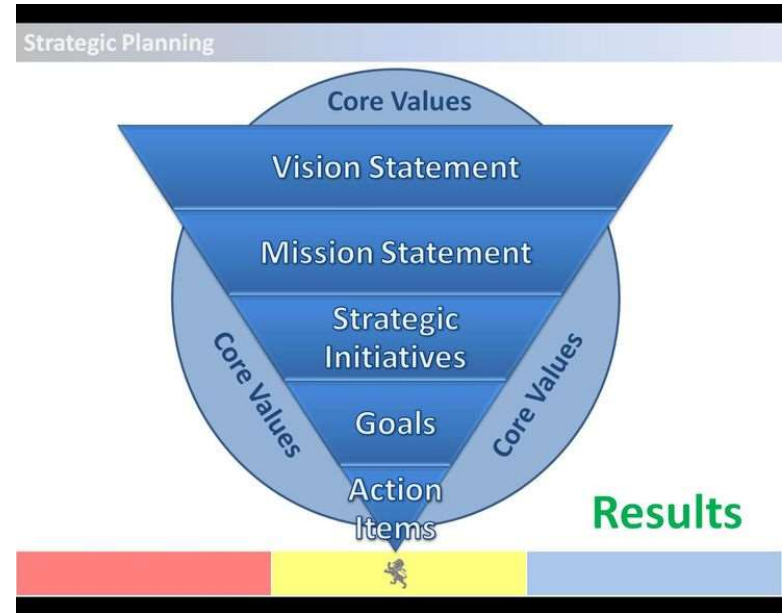 Strategic Planning
Core Values
Vision Statement
Mission Statement
Strategic
Initiatives
Core Values
Core Values
Goals
Action
Items
Results